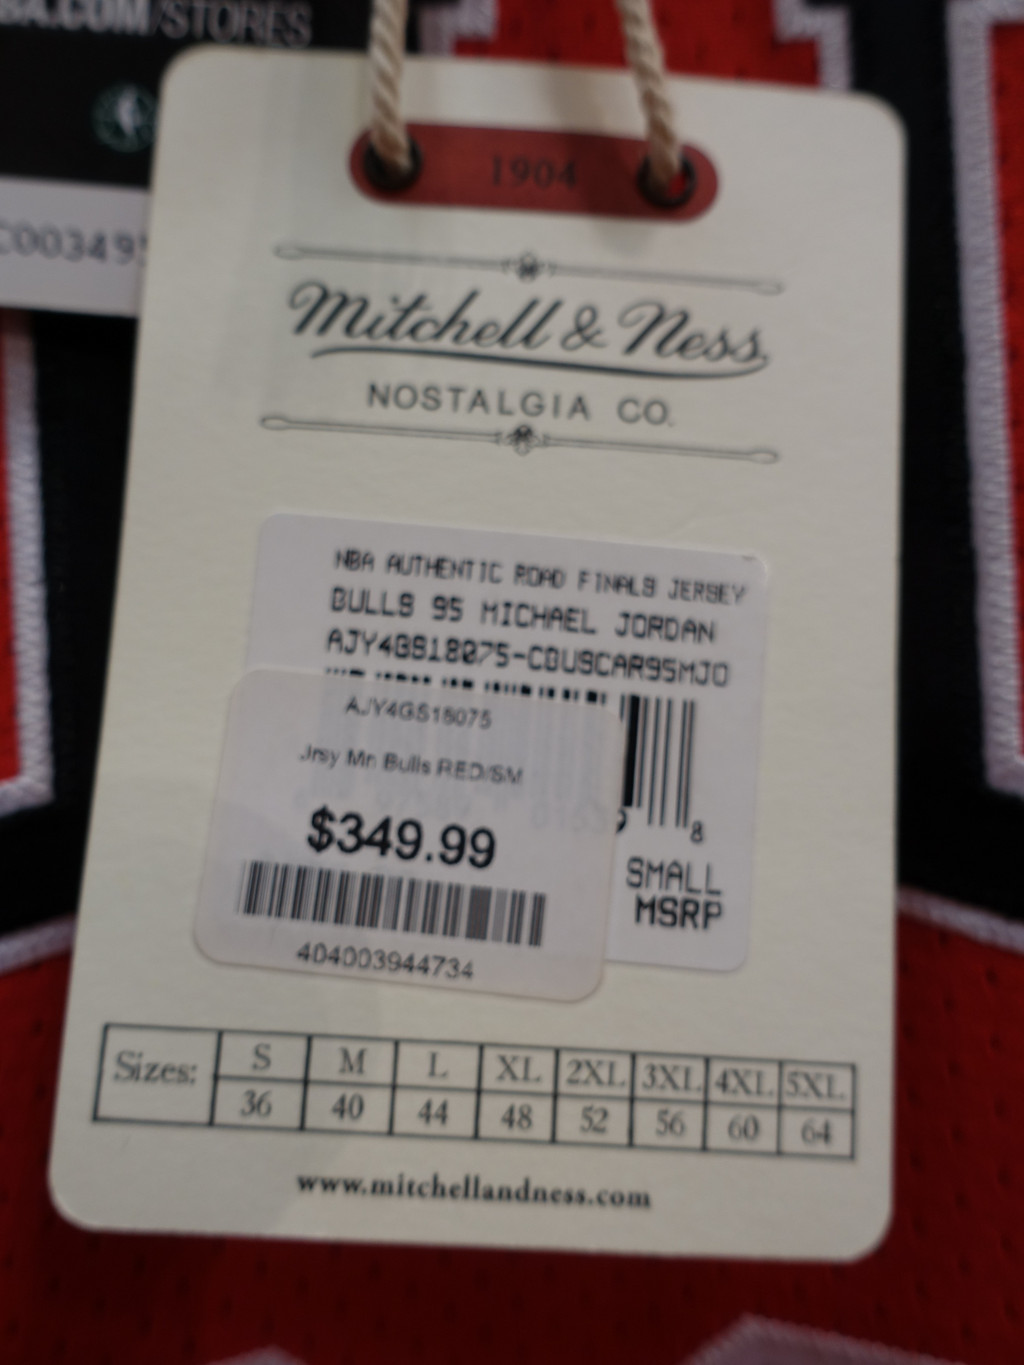 BA.COM/STORES
C00349
1904
Mitchell & Ness
NOSTALGIA CO.
NBA AUTHENTIC ROAD FINALS JERSEY
BULLS 95 MICHAEL JORDAN
AJY4GS18075-CBUSCAR95MJO
AJY4GS18075
Jrsy Mn Bulls RED/SM
$349.99
404003944734
8
SMALL
MSRP
Sizes: S M L XL 2XL 3XL 4XL 5XL
36 40 44 48 52 56 60 64
www.mitchellandness.com